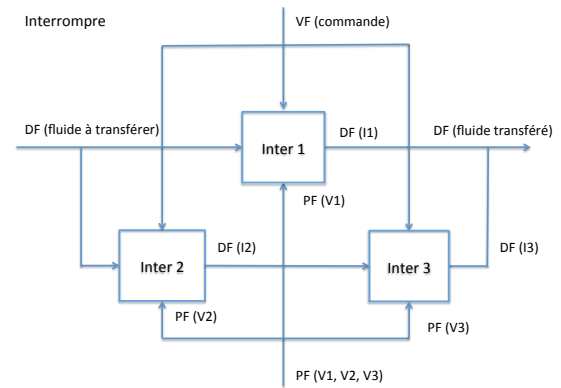 Interrompre
VF (commande)
DF (fluide à transférer)
DF (I1)
DF (fluide transféré)
Inter 1
PF (V1)
DF (I2)
DF (I3)
Inter 2
Inter 3
PF (V2)
PF (V3)
PF (V1, V2, V3)